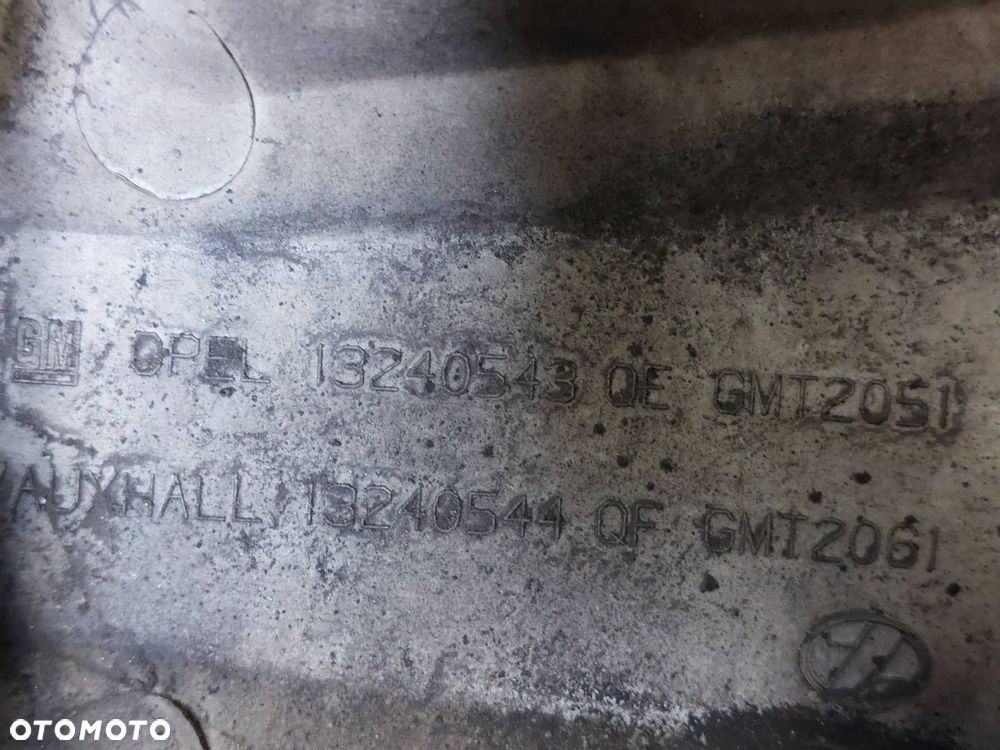 GM OPEL 13240543 QE GMT2051
VAUXHALL 13240544 QF GMT2061
OTOMOTO